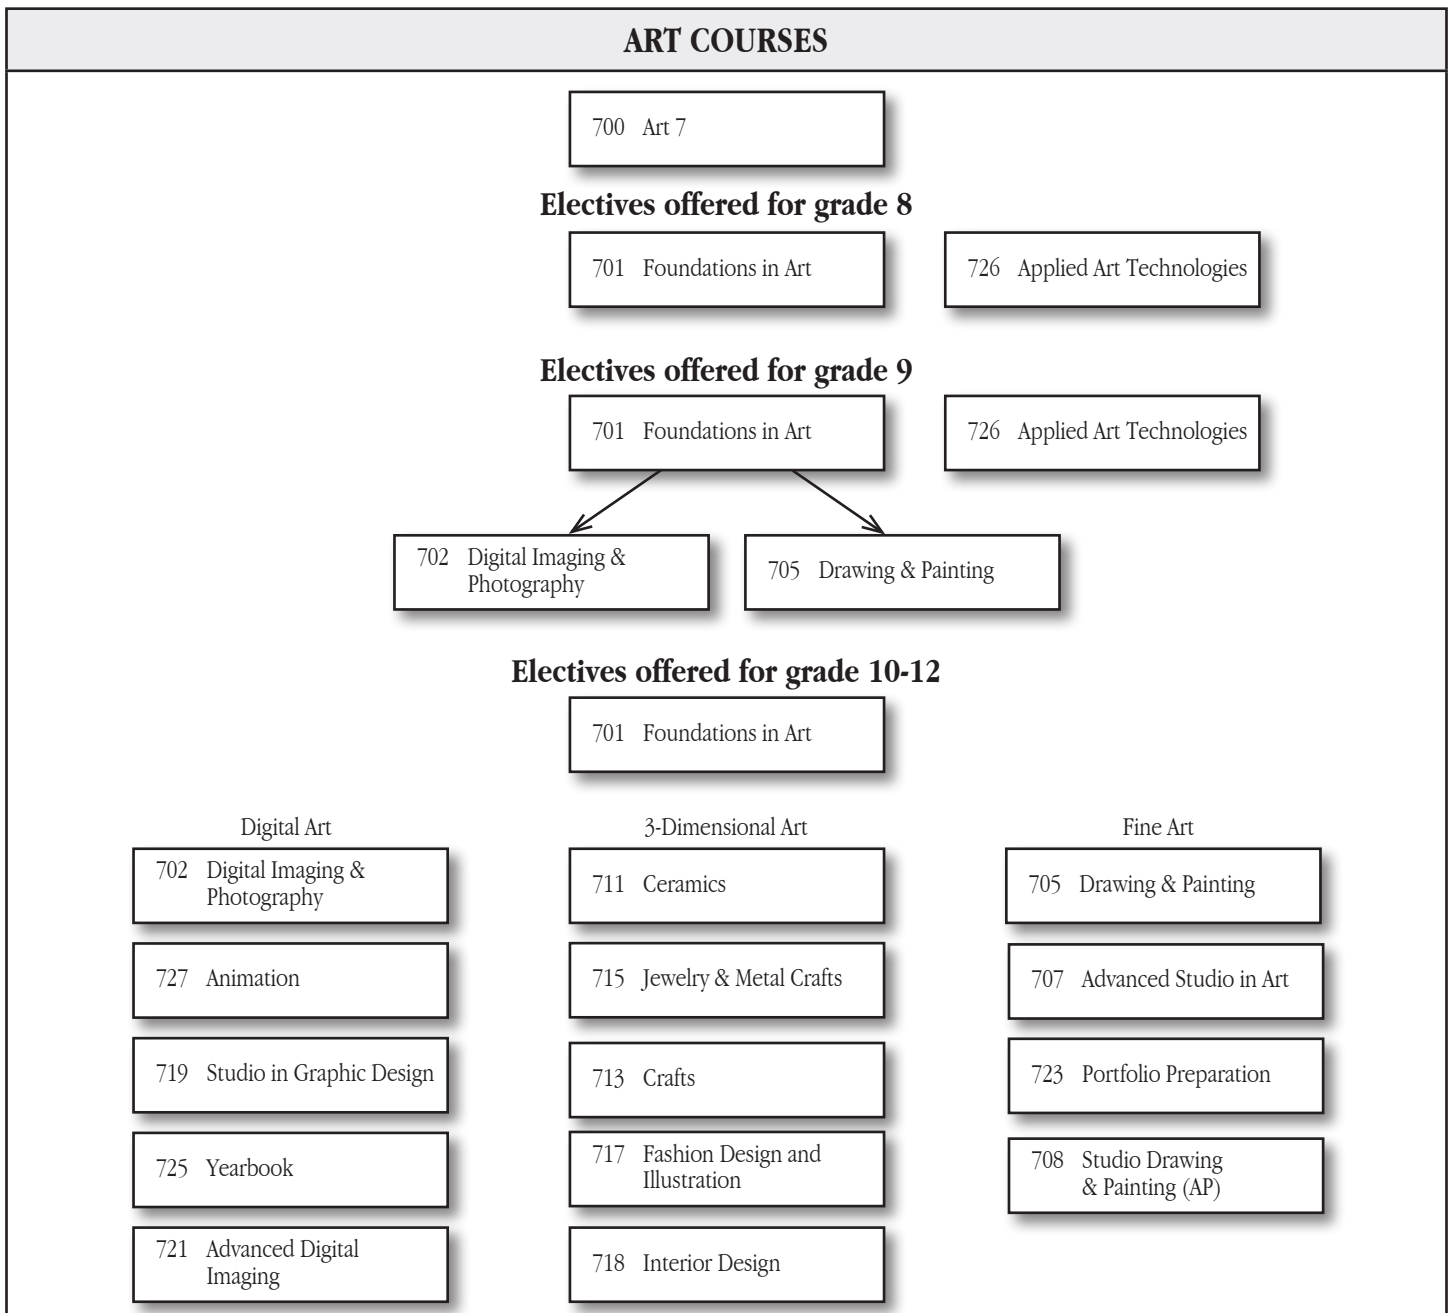 ART COURSES
700 Art 7
Electives offered for grade 8
701 Foundations in Art
726 Applied Art Technologies
Electives offered for grade 9
701 Foundations in Art
726 Applied Art Technologies
702 Digital Imaging &
Photography
705 Drawing & Painting
Electives offered for grade 10-12
701 Foundations in Art
Digital Art
702 Digital Imaging &
Photography
727 Animation
719 Studio in Graphic Design
725 Yearbook
721 Advanced Digital
Imaging
3-Dimensional Art
711 Ceramics
715 Jewelry & Metal Crafts
713 Crafts
717 Fashion Design and
Illustration
718 Interior Design
Fine Art
705 Drawing & Painting
707 Advanced Studio in Art
723 Portfolio Preparation
708 Studio Drawing
& Painting (AP)